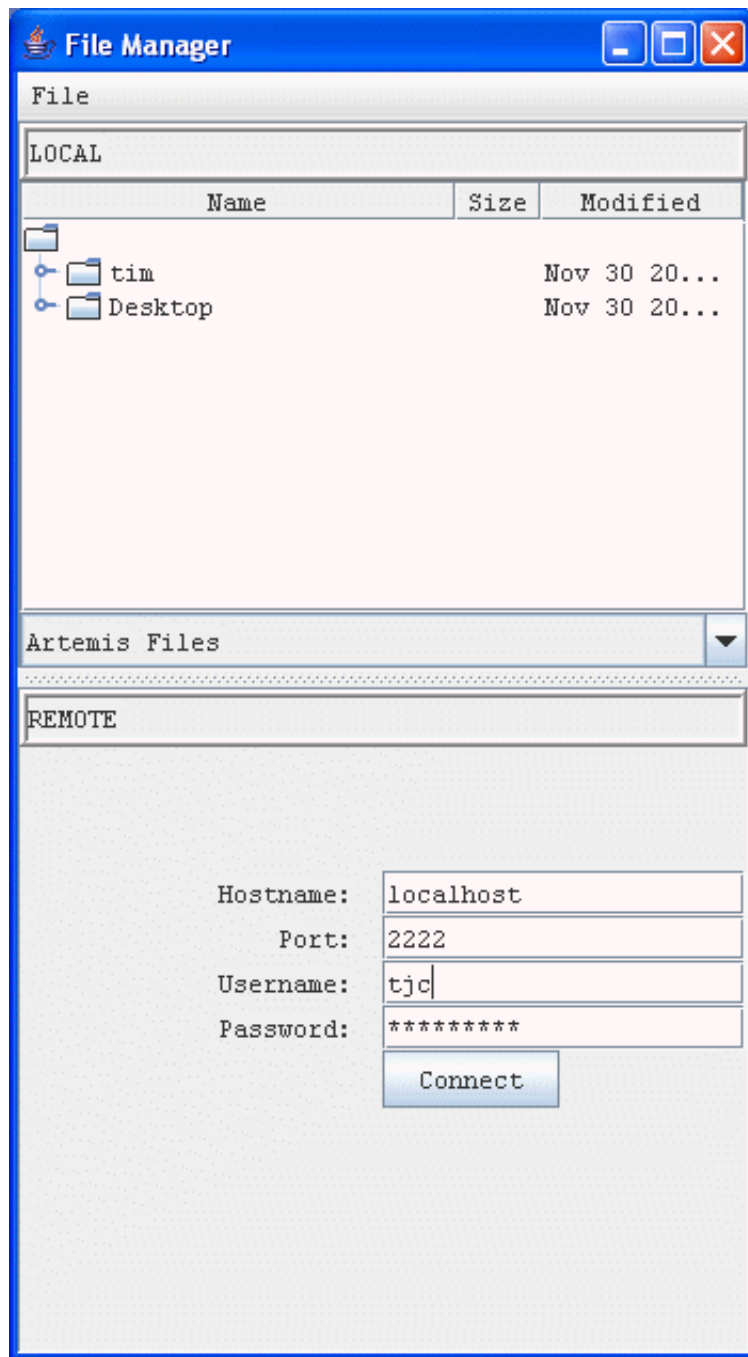 File Manager
File
LOCAL
Name Size Modified
tim Nov 30 20...
Desktop Nov 30 20...
Artemis Files
REMOTE
Hostname: localhost
Port: 2222
Username: tjc
Password: *********
Connect